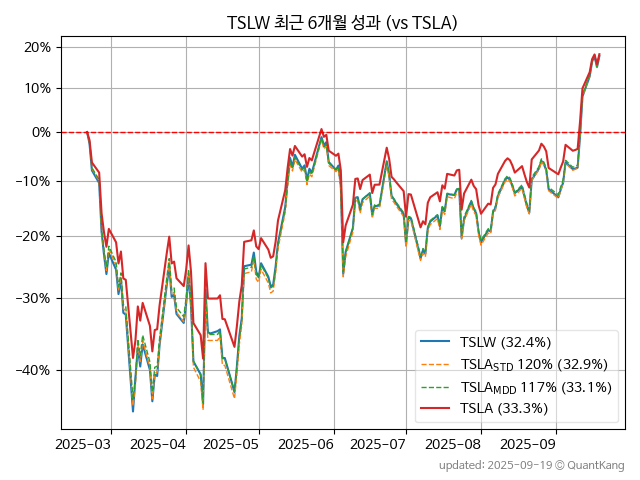 TSLW 최근 6개월 성과 (vs TSLA)
20%
10%
0%
−10%
−20%
−30%
−40%
TSLW (32.4%)
TSLA_STD 120% (32.9%)
TSLA_MDD 117% (33.1%)
TSLA (33.3%)
2025-03 2025-04 2025-05 2025-06 2025-07 2025-08 2025-09
updated: 2025-09-19 © QuantKang